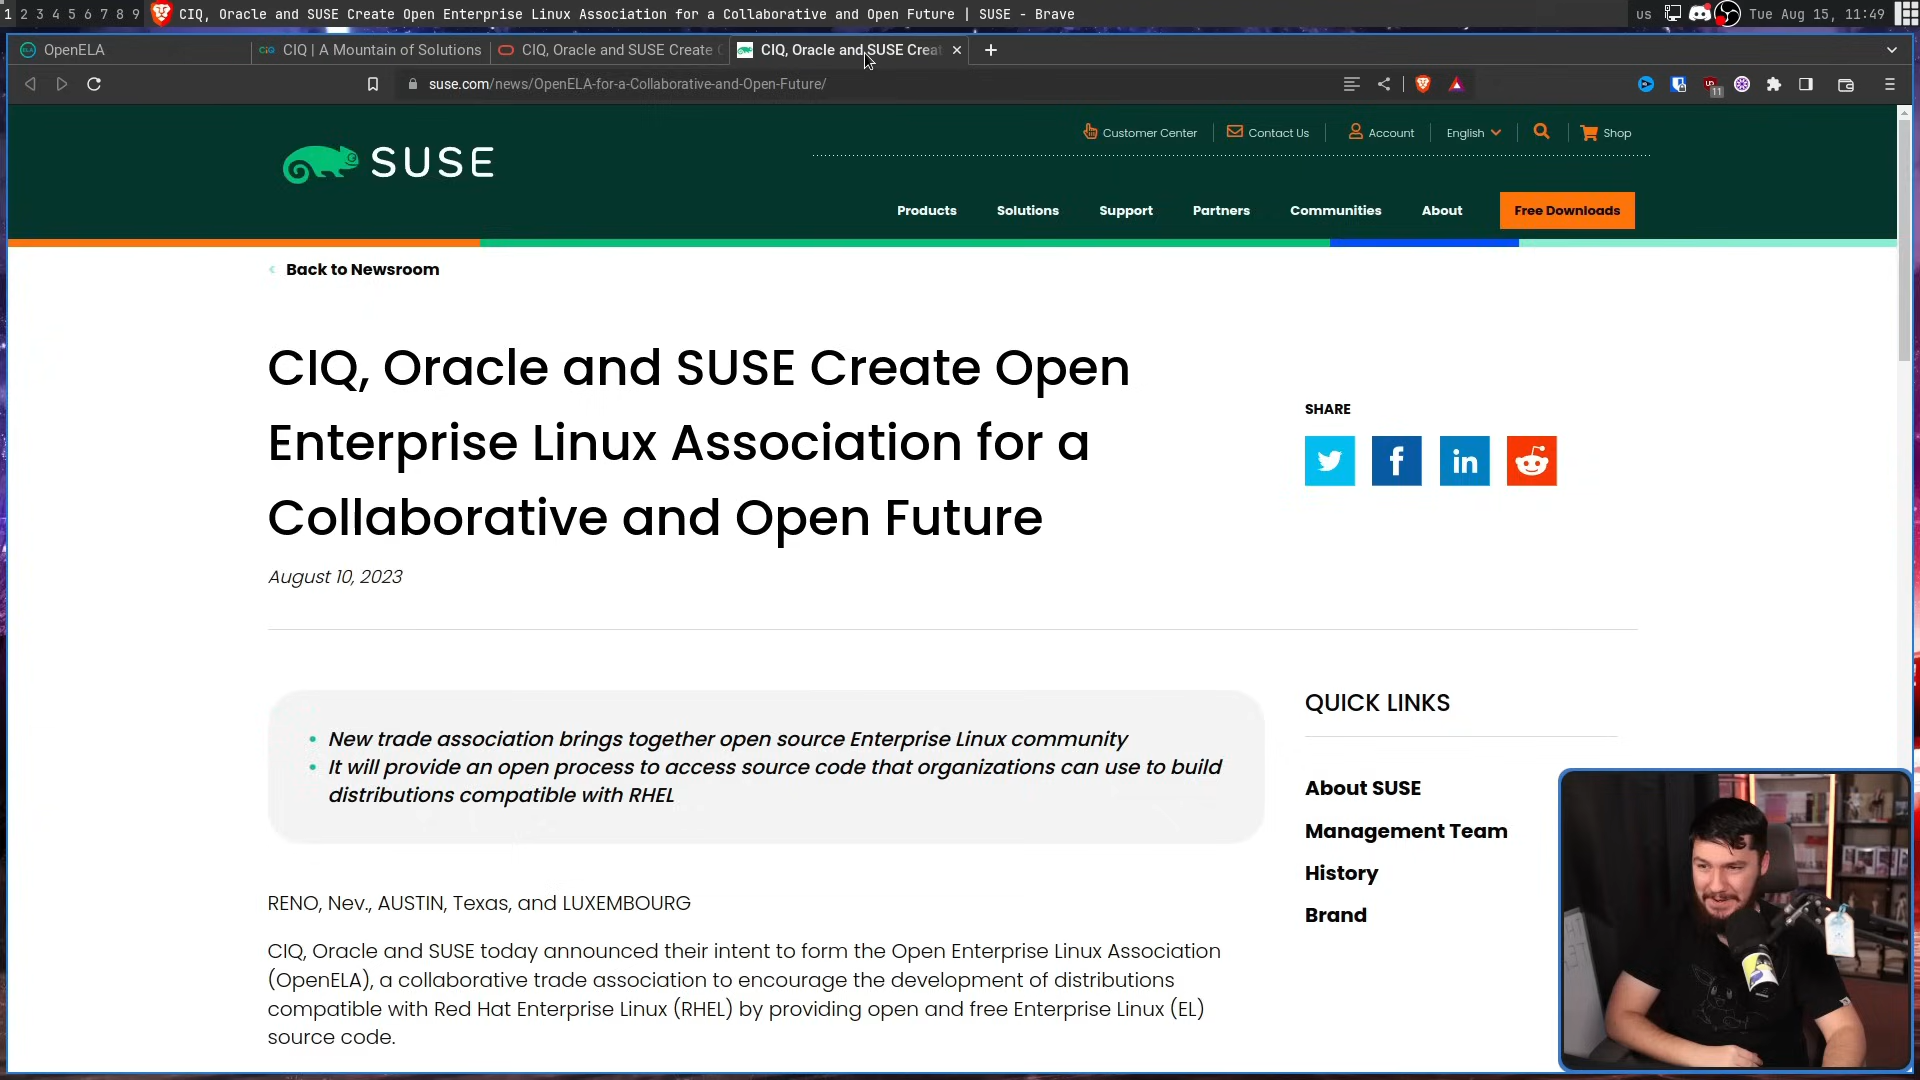 1 2 3 4 5 6 7 8 9 CIQ, Oracle and SUSE Create Open Enterprise Linux Association for a Collaborative and Open Future | SUSE - Brave
us Tue Aug 15, 11:49
OpenELA
CIQ | A Mountain of Solutions
CIQ, Oracle and SUSE Create
CIQ, Oracle and SUSE Creat
suse.com/news/OpenELA-for-a-Collaborative-and-Open-Future/
11
Customer Center
Contact Us
Account
English
Shop
SUSE
Products
Solutions
Support
Partners
Communities
About
Free Downloads
Back to Newsroom
CIQ, Oracle and SUSE Create Open
Enterprise Linux Association for a
Collaborative and Open Future
August 10, 2023
SHARE
• New trade association brings together open source Enterprise Linux community
• It will provide an open process to access source code that organizations can use to build
distributions compatible with RHEL
QUICK LINKS
About SUSE
Management Team
History
Brand
RENO, Nev., AUSTIN, Texas, and LUXEMBOURG
CIQ, Oracle and SUSE today announced their intent to form the Open Enterprise Linux Association
(OpenELA), a collaborative trade association to encourage the development of distributions
compatible with Red Hat Enterprise Linux (RHEL) by providing open and free Enterprise Linux (EL)
source code.